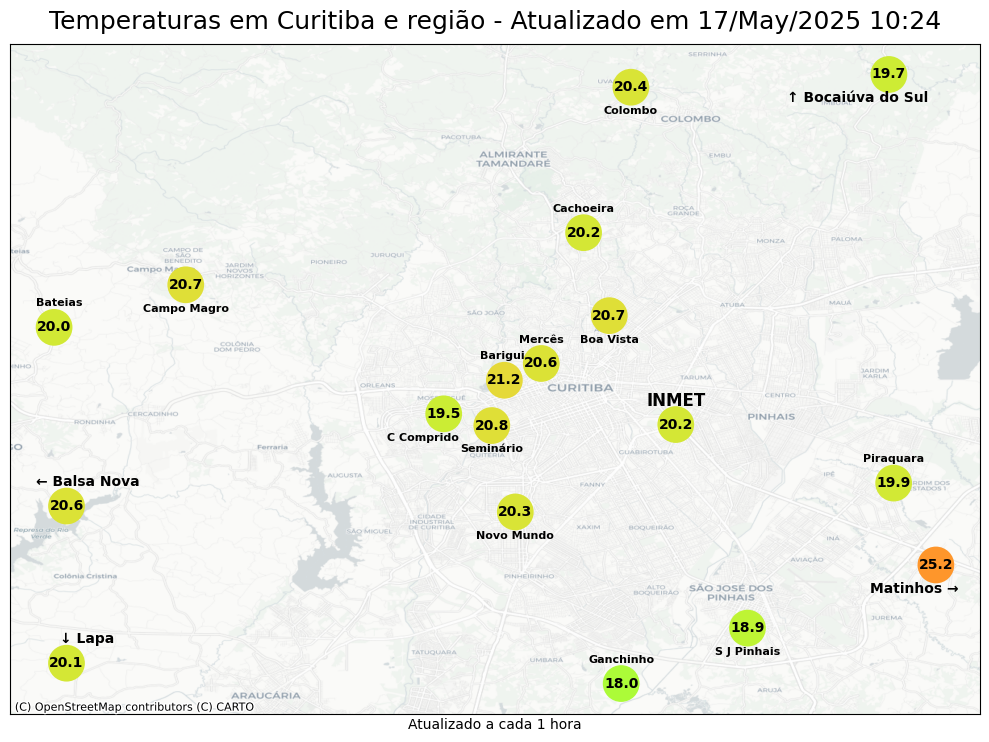 Temperaturas em Curitiba e região - Atualizado em 17/May/2025 10:24
SERRINHA
19.7
↑ Bocaiúva do Sul
20.4
Colombo
COLOMBO
PACOTUBA
ALMIRANTE
TAMANDARÉ
EMBU
Cachoeira
20.2
ROÇA
GRANDE
MONZA
PALOMA
CAMPO DE
SÃO
BENEDITO
JARDIM
NOVOS
HORIZONTES
PIONEIRO
JURUQUI
20.7
Campo Magro
Bateias
20.0
SÃO JOÃO
20.7
Boa Vista
ATUBA
MAUÁ
COLÔNIA
DOM PEDRO
Mercês
20.6
Barigui
21.2
ORLEANS
CURITIBA
TARUMÃ
JARDIM
KARLA
CENTRO
PINHAIS
INMET
20.2
19.5
C Comprido
20.8
Seminário
QUITÉRIA
CERCADINHO
RONDINHA
Ferraria
GUABIROTUBA
Piraquara
19.9
IPÊ
AUGUSTA
FANNY
← Balsa Nova
20.6
Represa do Rio
Verde
20.3
Novo Mundo
CIDADE
INDUSTRIAL
DE CURITIBA
SÃO MIGUEL
XAXIM
BOQUEIRÃO
AVIAÇÃO
25.2
Matinhos →
Colônia Cristina
PINHEIRINHO
ALTO
BOQUEIRÃO
SÃO JOSÉ DOS
PINHAIS
JUREMA
18.9
S J Pinhais
↓ Lapa
20.1
TATUQUARA
UMBARÁ
Ganchinho
18.0
ARUJÁ
ARAUCÁRIA
(C) OpenStreetMap contributors (C) CARTO
Atualizado a cada 1 hora